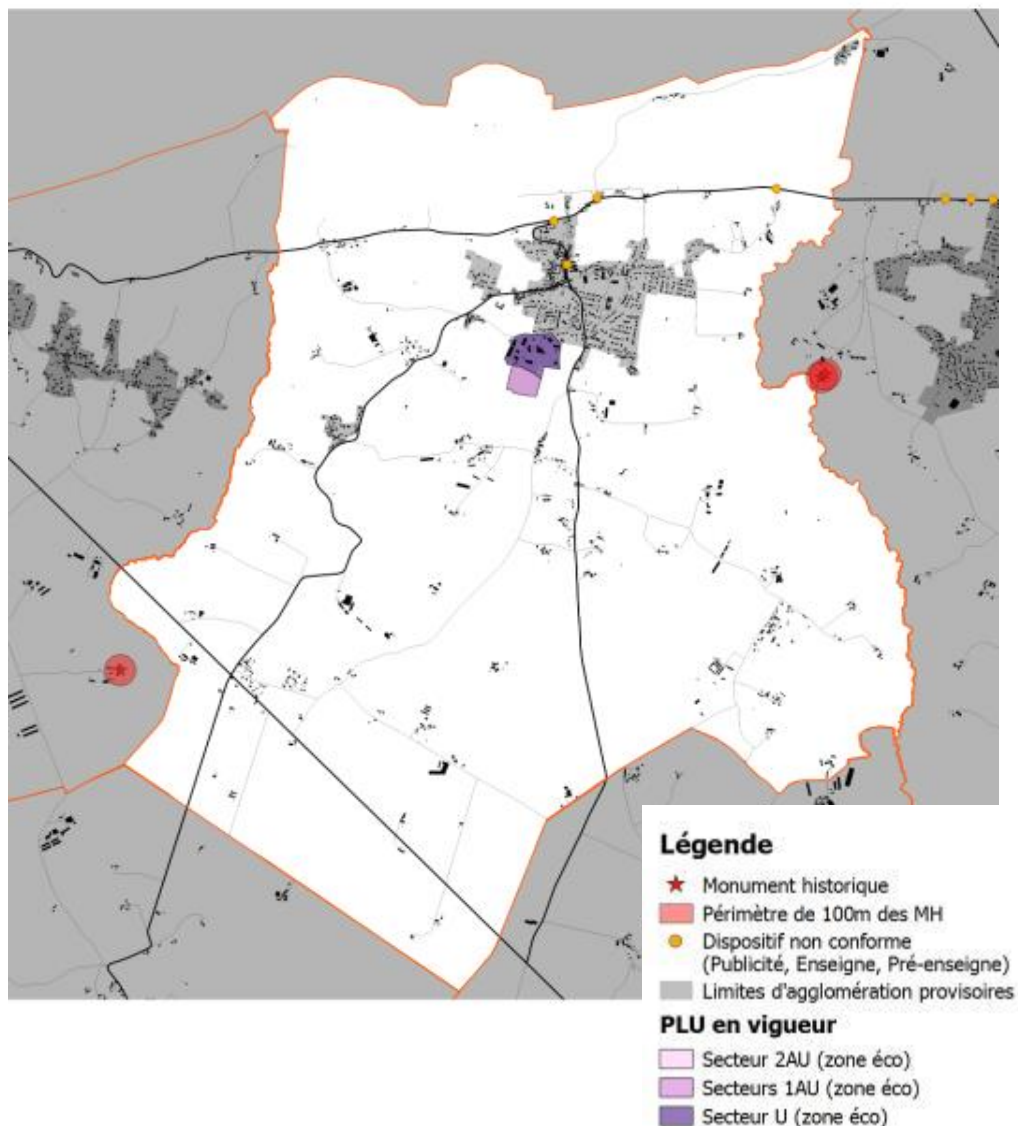 Légende
Monument historique
Périmètre de 100m des MH
Dispositif non conforme
(Publicité, Enseigne, Pré-enseigne)
Limites d'agglomération provisoires
PLU en vigueur
Secteur 2AU (zone éco)
Secteurs 1AU (zone éco)
Secteur U (zone éco)